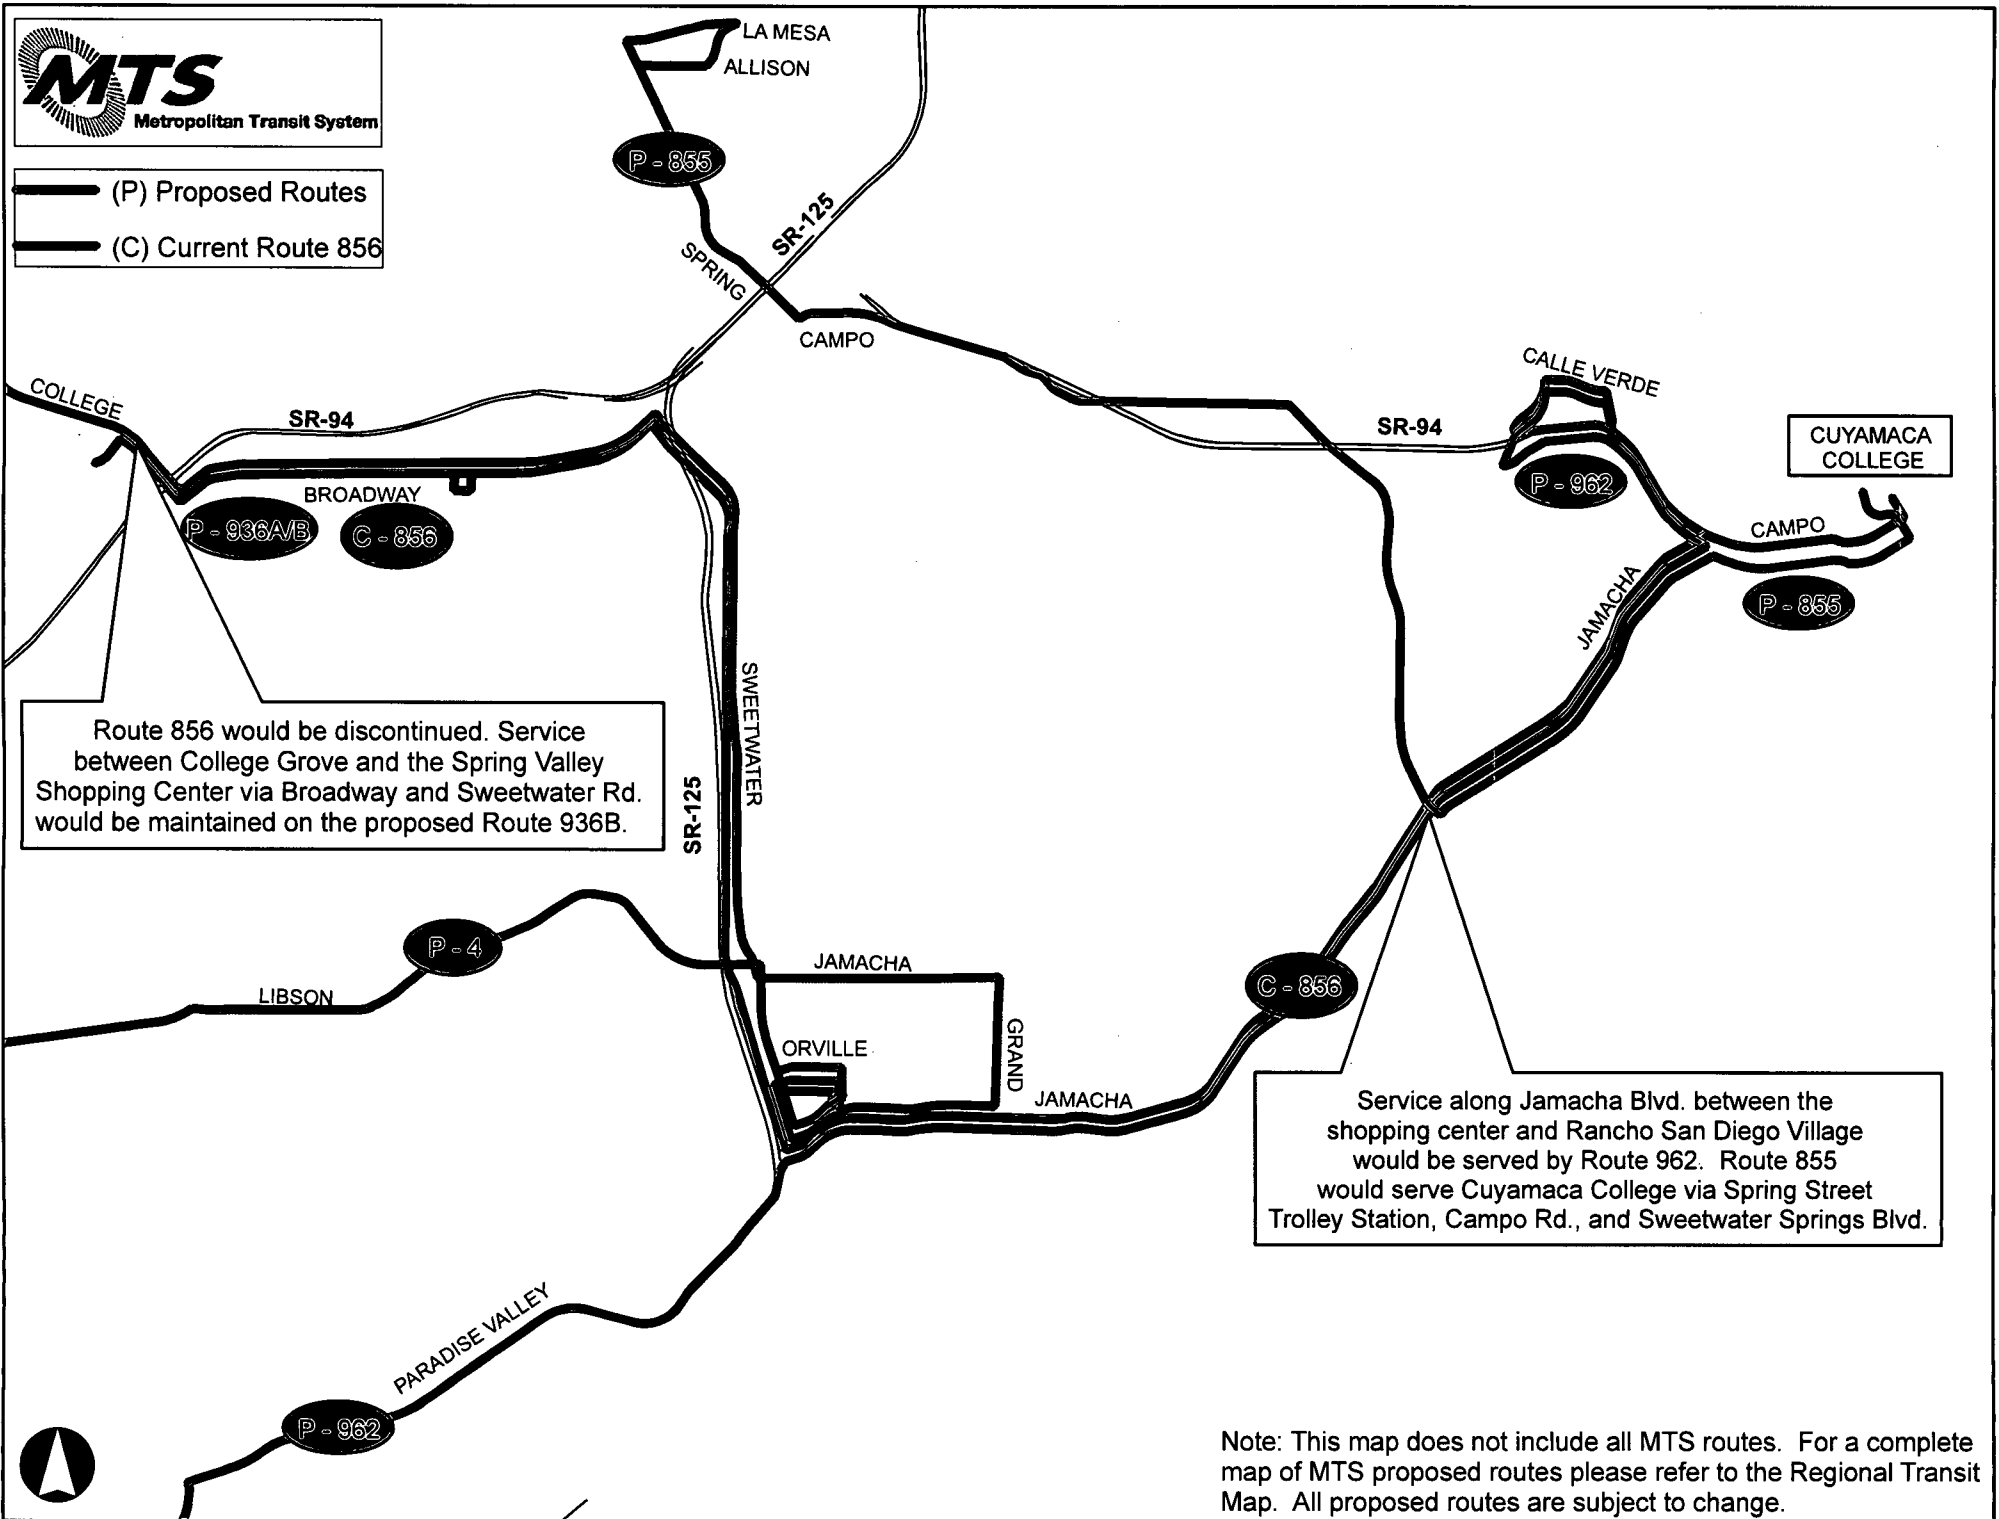 MTS
Metropolitan Transit System
(P) Proposed Routes
(C) Current Route 856
LA MESA
ALLISON
P - 855
SR-125
SPRING
CAMPO
COLLEGE
SR-94
BROADWAY
P - 936A/B
C - 856
CALLE VERDE
SR-94
P - 962
CUYAMACA
COLLEGE
CAMPO
P - 855
JAMACHA
SWEETWATER
SR-125
Route 856 would be discontinued. Service
between College Grove and the Spring Valley
Shopping Center via Broadway and Sweetwater Rd.
would be maintained on the proposed Route 936B.
P - 4
LIBSON
JAMACHA
GRAND
ORVILLE
JAMACHA
C - 856
Service along Jamacha Blvd. between the
shopping center and Rancho San Diego Village
would be served by Route 962. Route 855
would serve Cuyamaca College via Spring Street
Trolley Station, Campo Rd., and Sweetwater Springs Blvd.
PARADISE VALLEY
P - 962
Note: This map does not include all MTS routes. For a complete
map of MTS proposed routes please refer to the Regional Transit
Map. All proposed routes are subject to change.